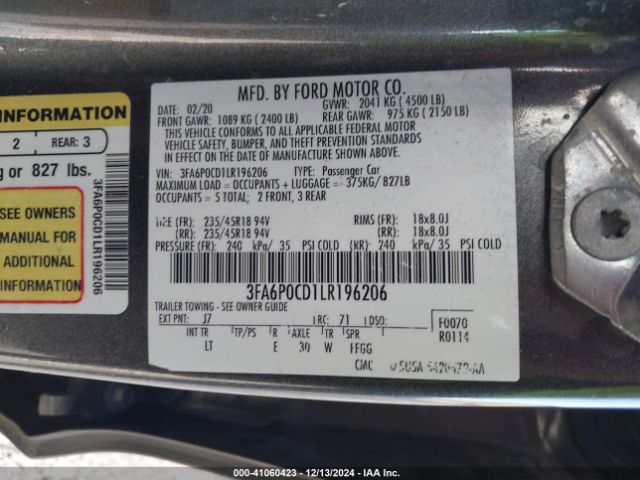 INFORMATION
2
REAR: 3
g or 827 lbs.
SEE OWNERS
MANUAL FOR
ADDITIONAL
INFORMATION
3FA6P0CD1LR196206
MFD. BY FORD MOTOR CO.
DATE: 02/20 GVWR: 2041 KG ( 4500 LB)
FRONT GAWR: 1089 KG ( 2400 LB) REAR GAWR: 975 KG ( 2150 LB)
THIS VEHICLE CONFORMS TO ALL APPLICABLE FEDERAL MOTOR
VEHICLE SAFETY, BUMPER, AND THEFT PREVENTION STANDARDS
IN EFFECT ON THE DATE OF MANUFACTURE SHOWN ABOVE.
VIN: 3FA6P0CD1LR196206 TYPE: Passenger Car
MAXIMUM LOAD = OCCUPANTS + LUGGAGE = 375KG/ 827LB
OCCUPANTS = 5 TOTAL; 2 FRONT, 3 REAR
(FR): 235/45R18 94V RIMS (FR): 18x8.0J
(RR): 235/45R18 94V (RR): 18x8.0J
PRESSURE (FR): 240 kPa/ 35 PSI COLD (RR): 240 kPa/ 35 PSI COLD
3FA6P0CD1LR196206
TRAILER TOWING - SEE OWNER GUIDE
EXT PNT: J7 RC: 71 DSO: F0070
INT TR TP/PS R AXLE TR SPR R0114
LT E 30 W FFGG
CMC
000-41060423 - 12/13/2024 - IAAI.COM